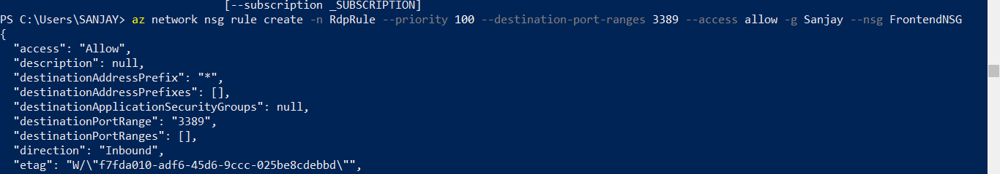 [--subscription _SUBSCRIPTION]
PS C:\Users\SANJAY> az network nsg rule create -n RdpRule --priority 100 --destination-port-ranges 3389 --access allow -g Sanjay --nsg FrontendNSG
{
  "access": "Allow",
  "description": null,
  "destinationAddressPrefix": "*",
  "destinationAddressPrefixes": [],
  "destinationApplicationSecurityGroups": null,
  "destinationPortRange": "3389",
  "destinationPortRanges": [],
  "direction": "Inbound",
  "etag": "W/\"f7fda010-adf6-45d6-9ccc-025be8cdebbd\"",